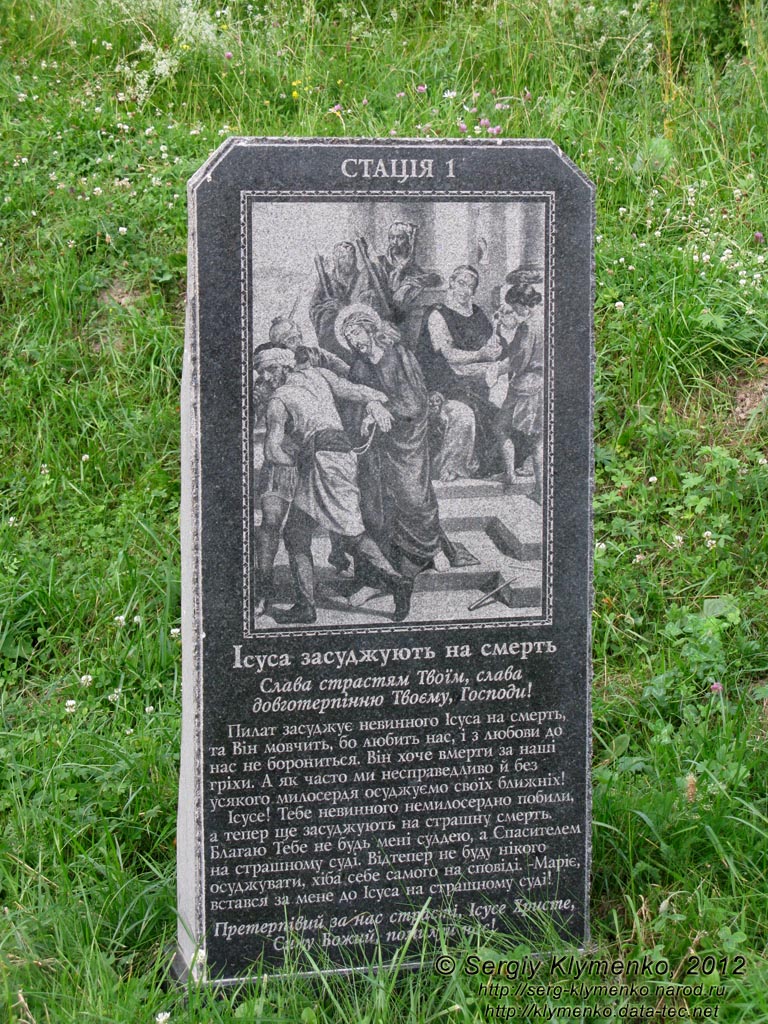 СТАЦІЯ 1
Ісуса засуджують на смерть
Слава страстям Твоїм, слава
довготерпінню Твоєму, Господи!
Пилат засуджує невинного Ісуса на смерть,
та Він мовчить, бо любить нас, і з любови до
нас не борониться. Він хоче вмерти за наші
гріхи. А як часто ми несправедливо й без
усякого милосердя осуджуємо своїх ближніх!
Ісусе! Тебе невинного немилосердно побили,
а тепер ще засуджують на страшну смерть.
Благаю Тебе не будь мені суддею, а Спасителем
на страшному суді. Відтепер не буду нікого
осуджувати, хіба себе самого на сповіді. -Маріє,
встався за мене до Ісуса на страшному суді!
Претерпівий за нас страсті, Ісусе Христе,
Сину Божий, помилуй нас!
© Sergiy Klymenko, 2012
http://serg-klymenko.narod.ru
http://klymenko.data-tec.net